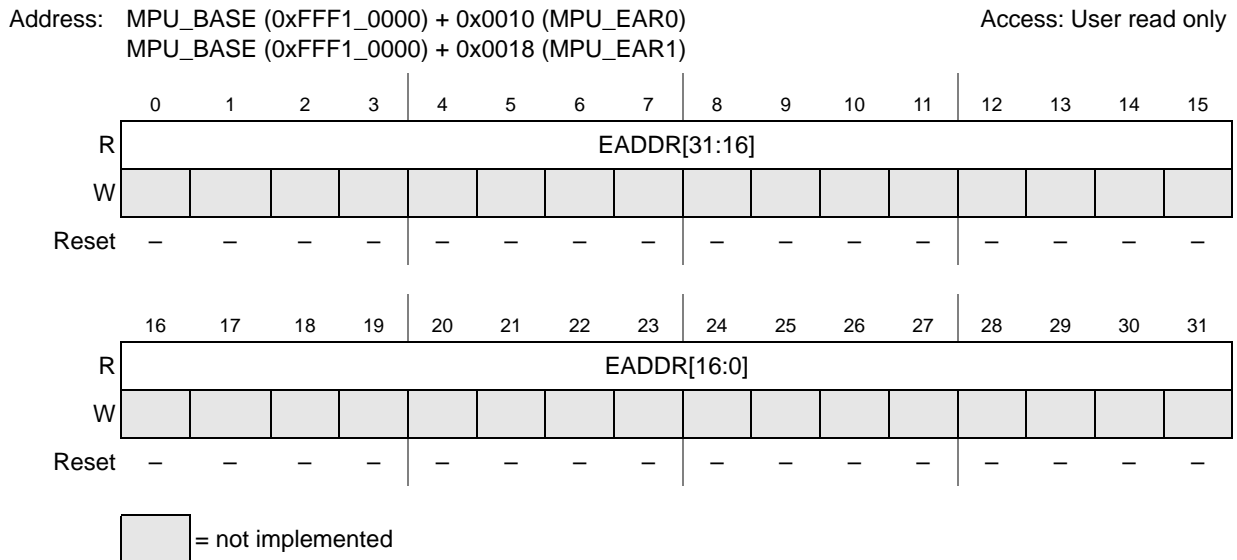 Address: MPU_BASE (0xFFF1_0000) + 0x0010 (MPU_EAR0) Access: User read only
MPU_BASE (0xFFF1_0000) + 0x0018 (MPU_EAR1)
0 1 2 3 4 5 6 7 8 9 10 11 12 13 14 15
R EADDR[31:16]
W
Reset – – – – – – – – – – – – – – – –
16 17 18 19 20 21 22 23 24 25 26 27 28 29 30 31
R EADDR[16:0]
W
Reset – – – – – – – – – – – – – – – –
= not implemented